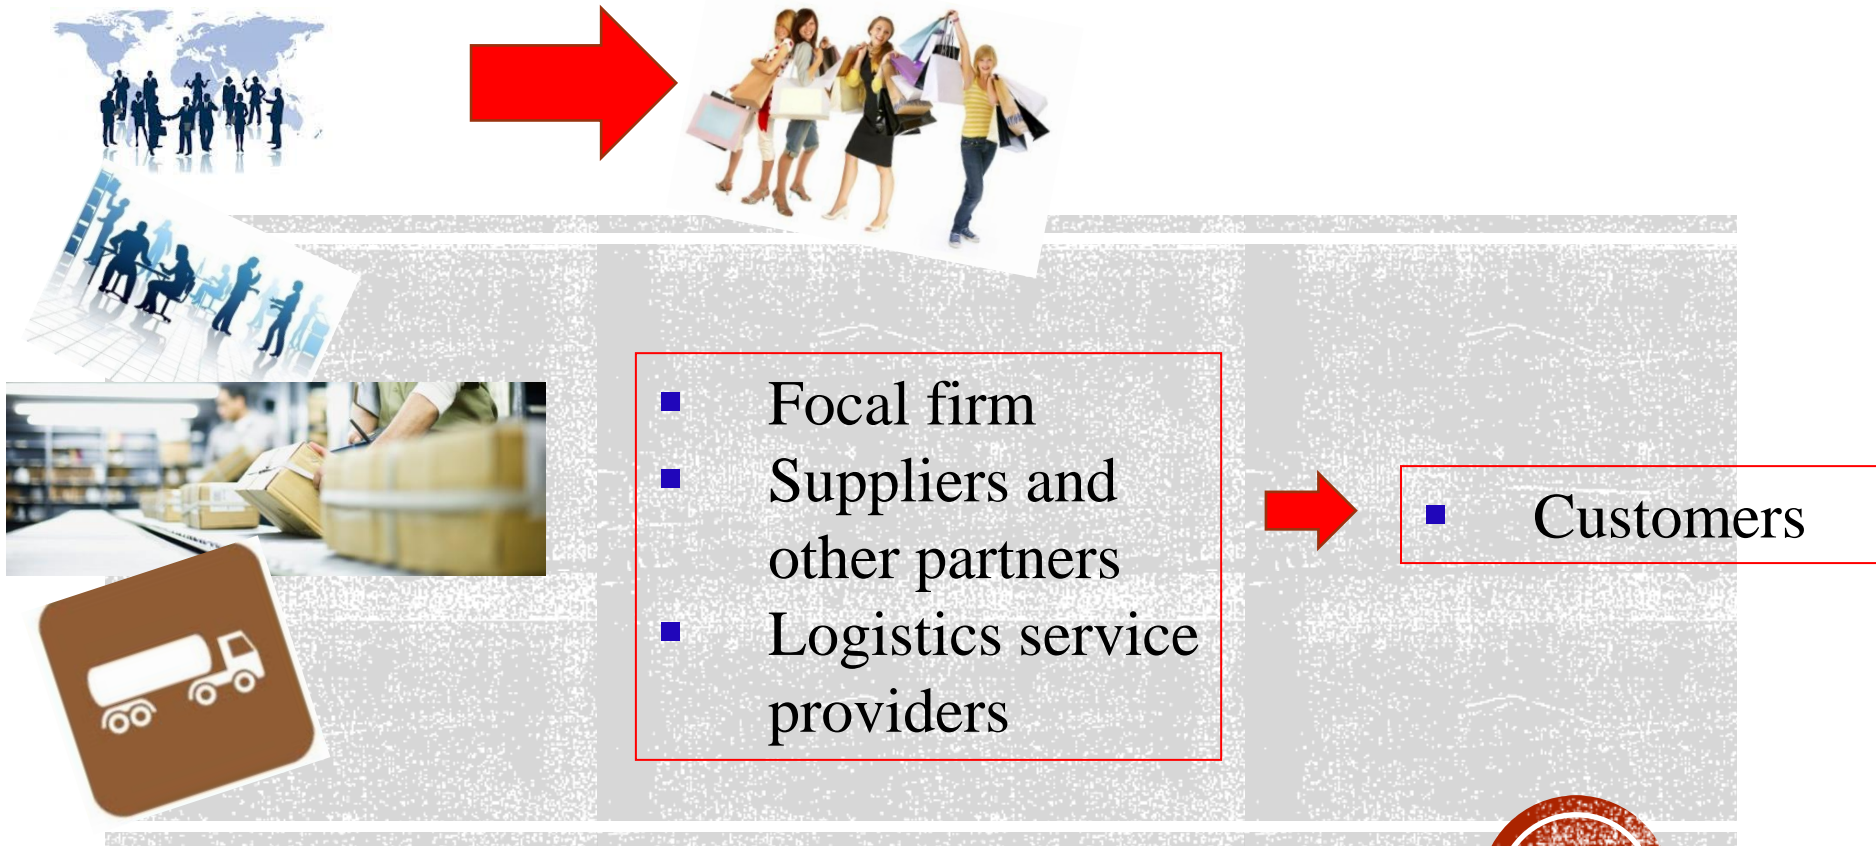 Focal firm
Suppliers and
other partners
Logistics service
providers
Customers